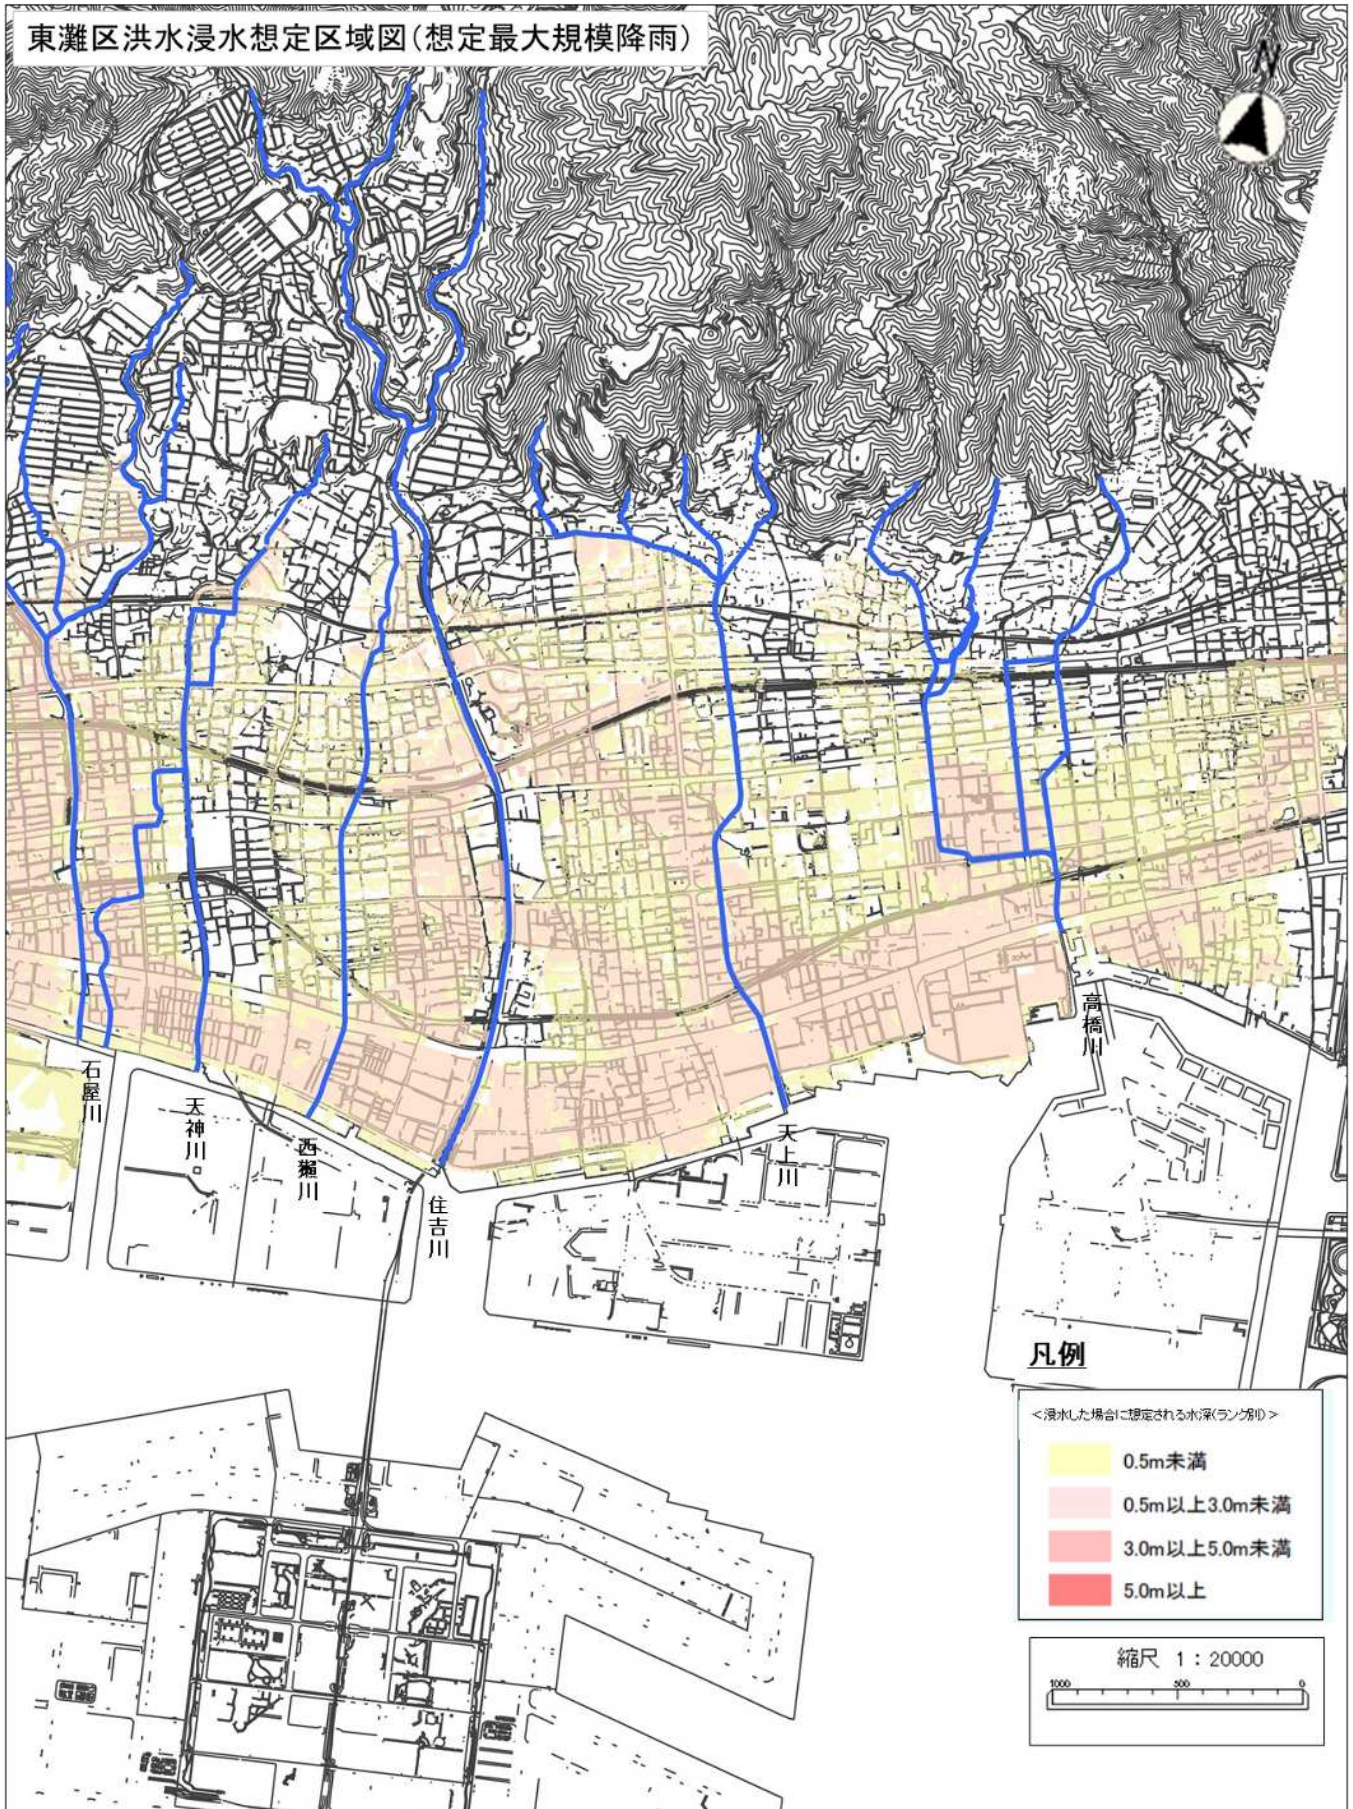 東灘区洪水浸水想定区域図(想定最大規模降雨)
N
石屋川
天神川
西瀬川
住吉川
天上川
高橋川
凡例
<浸水した場合に想定される水深(ランク別)>
0.5m未満
0.5m以上3.0m未満
3.0m以上5.0m未満
5.0m以上
縮尺 1:20000
1000 500 0